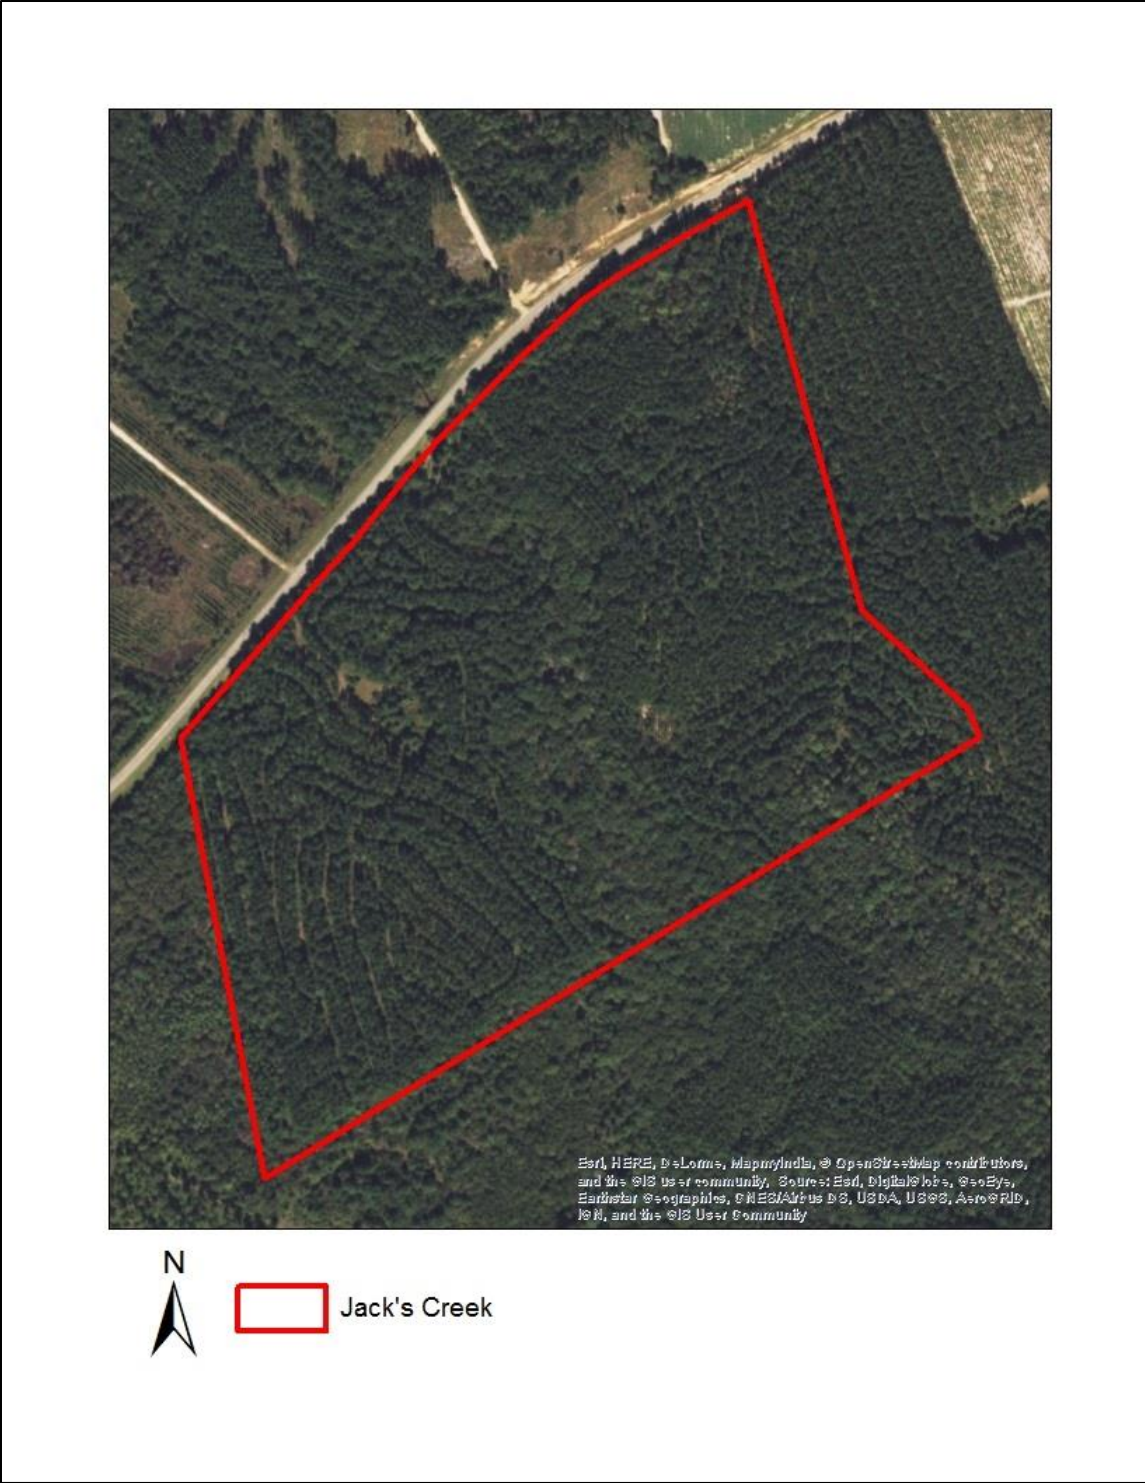 Esri, HERE, DeLorme, MapmyIndia, © OpenStreetMap contributors,
and the GIS user community, Source: Esri, DigitalGlobe, GeoEye,
Earthstar Geographics, CNES/Airbus DS, USDA, USGS, AeroGRID,
IGN, and the GIS User Community
N
Jack's Creek